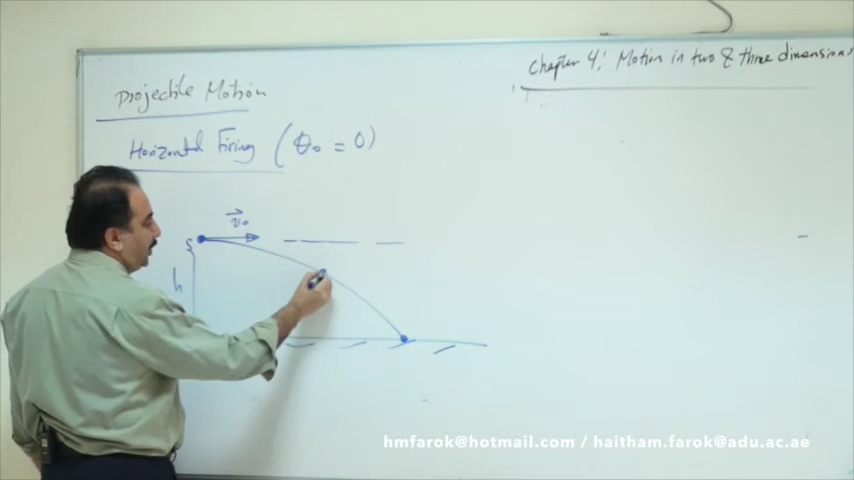 Chapter 4: Motion in two & three dimensions
Projectile Motion
Horizontal Firing (θ₀ = 0)
v₀
h
hmfarok@hotmail.com / haitham.farok@adu.ac.ae